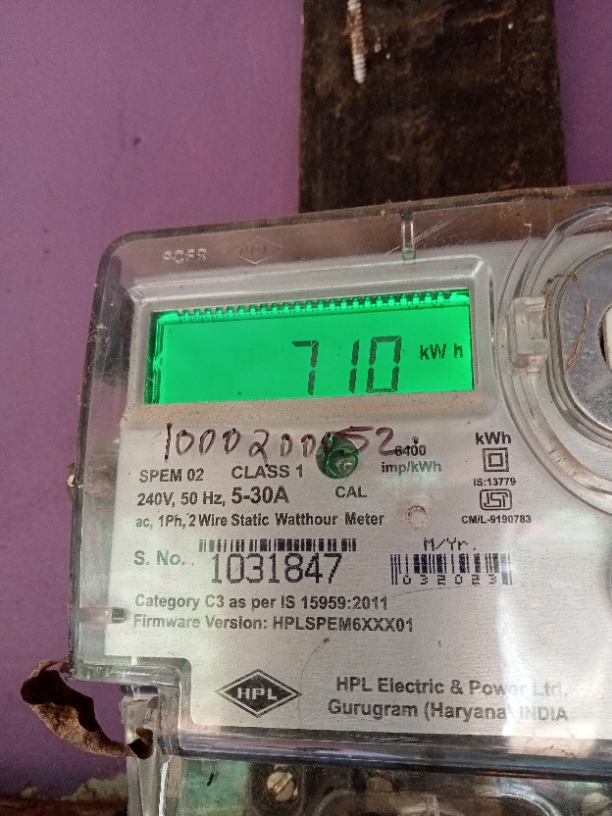 HPL
710 kW h
6400
SPEM 02 CLASS 1 imp/kWh kWh
240V, 50 Hz, 5-30A CAL IS:13779
ac, 1Ph, 2 Wire Static Watthour Meter CM/L-9190783
M/Yr.
S. No. 1031847 032023
Category C3 as per IS 15959:2011
Firmware Version: HPLSPEM6XXX01
HPL HPL Electric & Power Ltd.
Gurugram (Haryana) INDIA